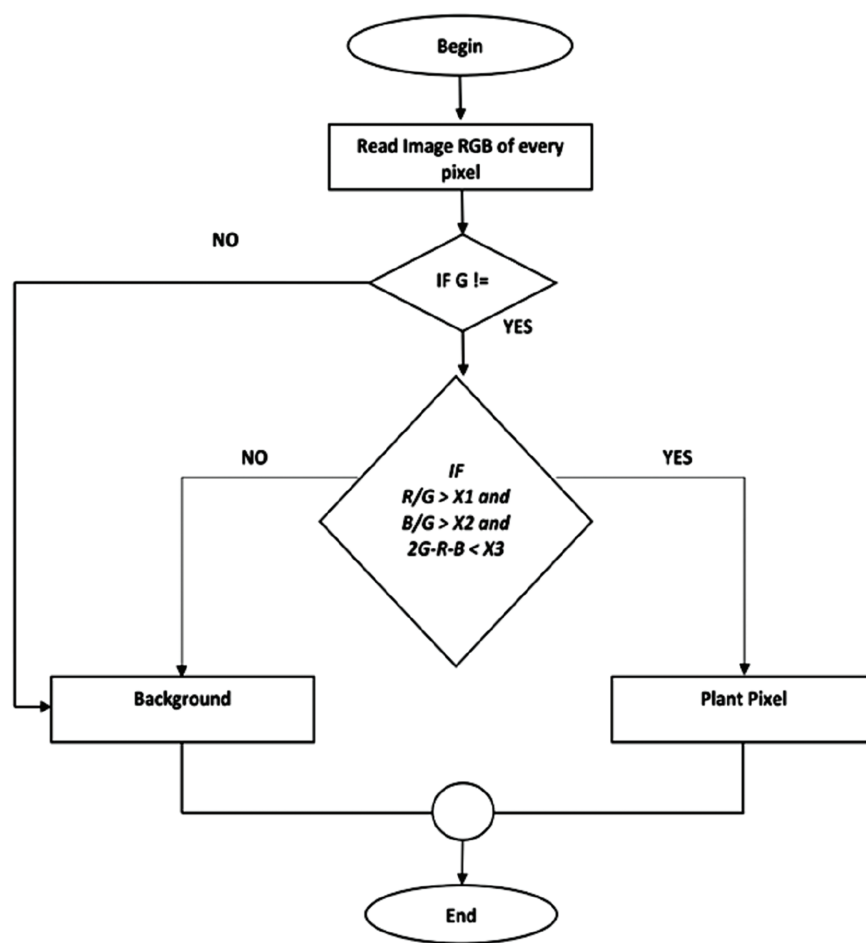 Begin
Read Image RGB of every
pixel
NO
IF G !=
YES
NO
YES
IF
R/G > X1 and
B/G > X2 and
2G-R-B < X3
Background
Plant Pixel
End